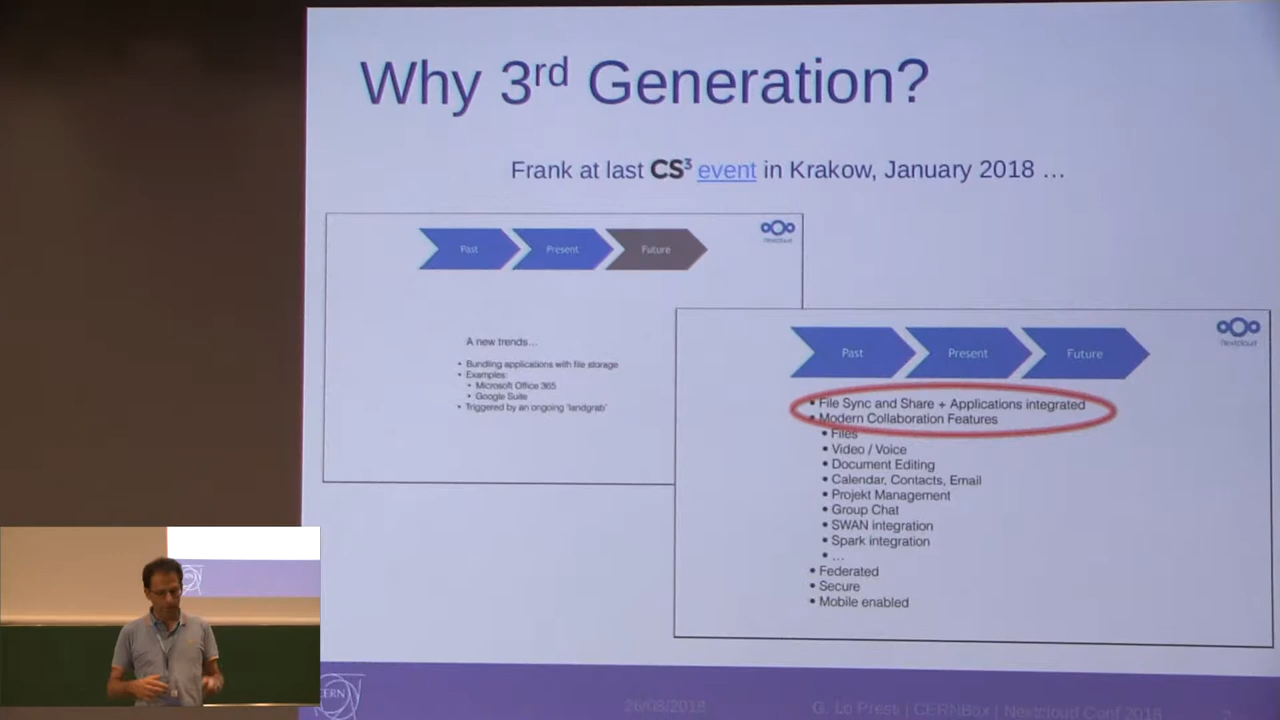 Why 3rd Generation?
Frank at last CS3 event in Krakow, January 2018 …
Past Present Future
Nextcloud
A new trends…
• Bundling applications with file storage
• Examples:
• Microsoft Office 365
• Google Suite
• Triggered by an ongoing 'landgrab'
Past Present Future
Nextcloud
• File Sync and Share + Applications integrated
• Modern Collaboration Features
• Files
• Video / Voice
• Document Editing
• Calendar, Contacts, Email
• Projekt Management
• Group Chat
• SWAN integration
• Spark integration
• …
• Federated
• Secure
• Mobile enabled
CERN
26/08/2018
G. Lo Presti | CERNBox | Nextcloud Conf 2018